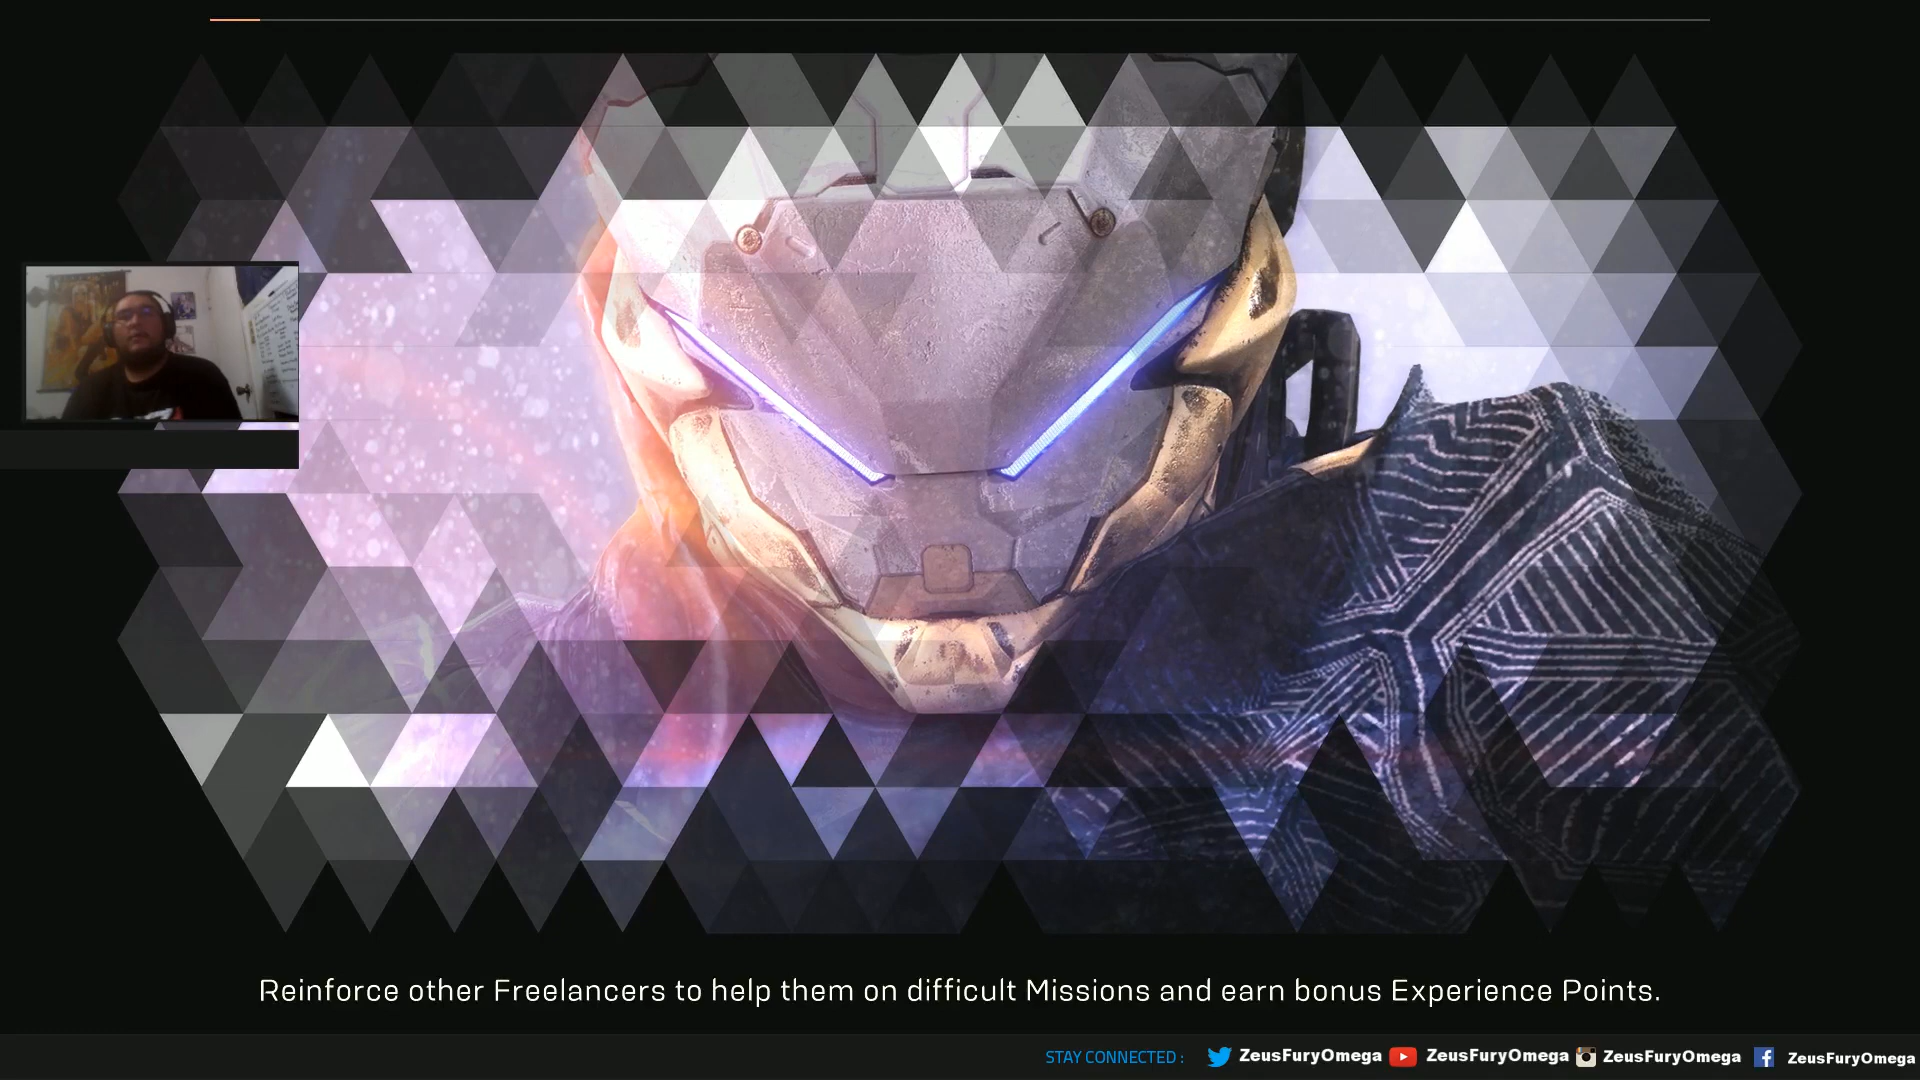 Reinforce other Freelancers to help them on difficult Missions and earn bonus Experience Points.
STAY CONNECTED : ZeusFuryOmega ZeusFuryOmega ZeusFuryOmega ZeusFuryOmega